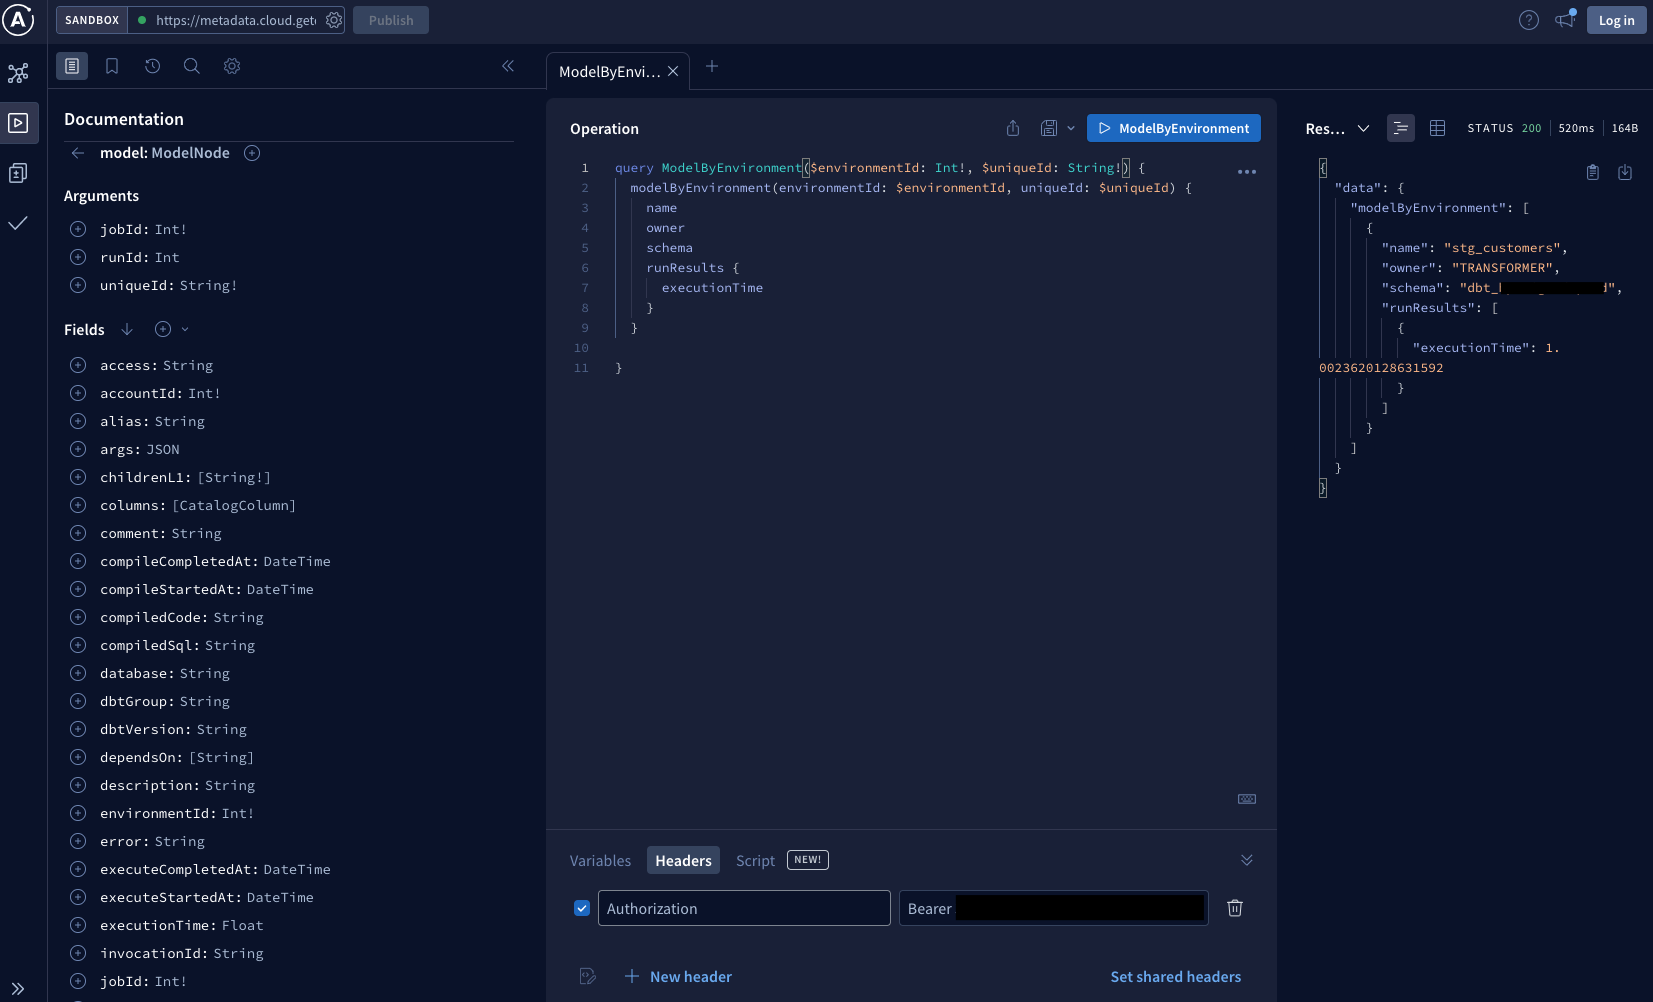 SANDBOX
https://metadata.cloud.get
Publish
Log in
ModelByEnvi...
Documentation
model: ModelNode
Arguments
jobId: Int!
runId: Int
uniqueId: String!
Fields
access: String
accountId: Int!
alias: String
args: JSON
childrenL1: [String!]
columns: [CatalogColumn]
comment: String
compileCompletedAt: DateTime
compileStartedAt: DateTime
compiledCode: String
compiledSql: String
database: String
dbtGroup: String
dbtVersion: String
dependsOn: [String]
description: String
environmentId: Int!
error: String
executeCompletedAt: DateTime
executeStartedAt: DateTime
executionTime: Float
invocationId: String
jobId: Int!
Operation
ModelByEnvironment
1 query ModelByEnvironment($environmentId: Int!, $uniqueId: String!) {
2 modelByEnvironment(environmentId: $environmentId, uniqueId: $uniqueId) {
3 name
4 owner
5 schema
6 runResults {
7 executionTime
8 }
9 }
10
11 }
Variables Headers Script NEW!
Authorization
Bearer
New header
Set shared headers
Res... STATUS 200 520ms 164B
{
"data": {
"modelByEnvironment": [
{
"name": "stg_customers",
"owner": "TRANSFORMER",
"schema": "dbt_ d",
"runResults": [
{
"executionTime": 1.
0023620128631592
}
]
}
]
}
}